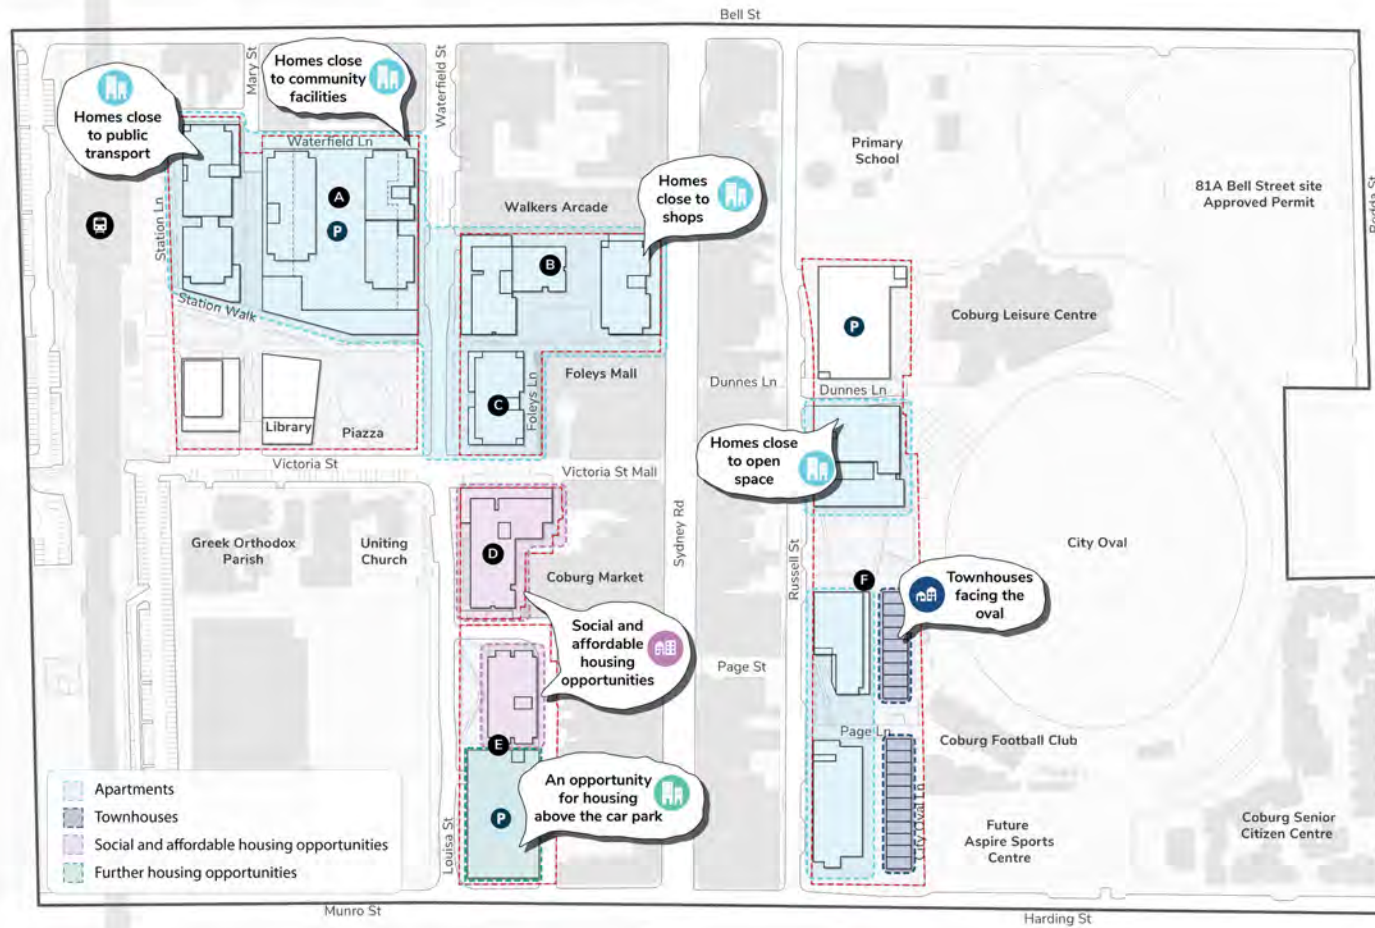 Bell St
Mary St
Homes close
to community
facilities
Waterfield St
Homes close
to public
transport
Waterfield Ln
Primary
School
A
P
Homes
close to
shops
81A Bell Street site
Approved Permit
Rodda St
Walkers Arcade
Station Ln
B
Station Walk
Coburg Leisure Centre
P
Foleys Mall
Dunnes Ln
Dunnes Ln
C
Foleys Ln
Library
Piazza
Homes close
to open
space
Victoria St
Victoria St Mall
Sydney Rd
Greek Orthodox
Parish
Uniting
Church
D
Coburg Market
Russell St
City Oval
F
Townhouses
facing the
oval
Social and
affordable
housing
opportunities
Page St
E
Page Ln
Coburg Football Club
An opportunity
for housing
above the car park
P
Louisa St
City Oval Ln
Future
Aspire Sports
Centre
Coburg Senior
Citizen Centre
Apartments
Townhouses
Social and affordable housing opportunities
Further housing opportunities
Munro St
Harding St